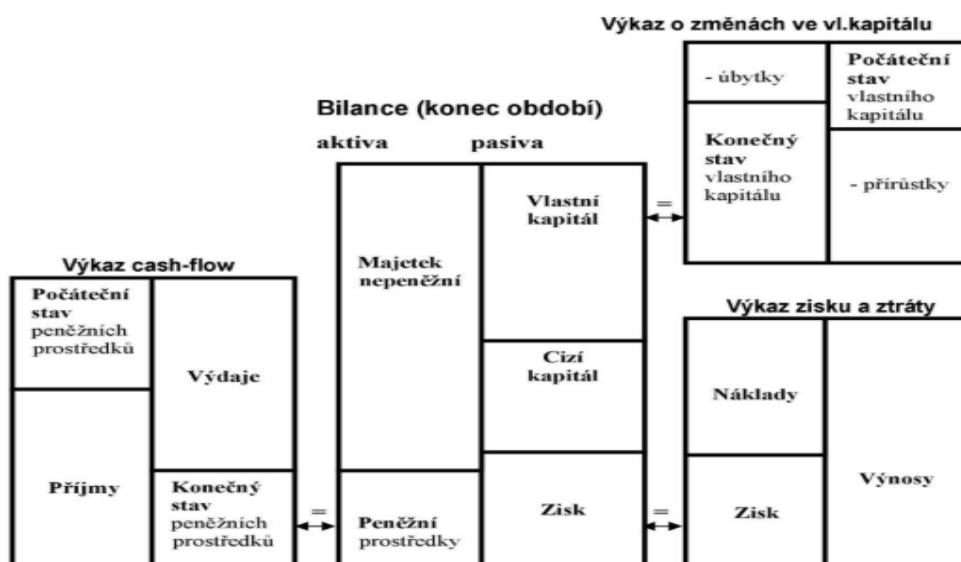 Výkaz o změnách ve vl.kapitálu
- úbytky
Počáteční
stav
vlastního
kapitálu
Konečný
stav
vlastního
kapitálu
- přírůstky
Bilance (konec období)
aktiva pasiva
Majetek
nepeněžní
Vlastní
kapitál
=
Cizí
kapitál
Peněžní
prostředky
Zisk
Výkaz cash-flow
Počáteční
stav
peněžních
prostředků
Výdaje
Příjmy
Konečný
stav
peněžních
prostředků
=
Výkaz zisku a ztráty
Náklady
Výnosy
Zisk
=